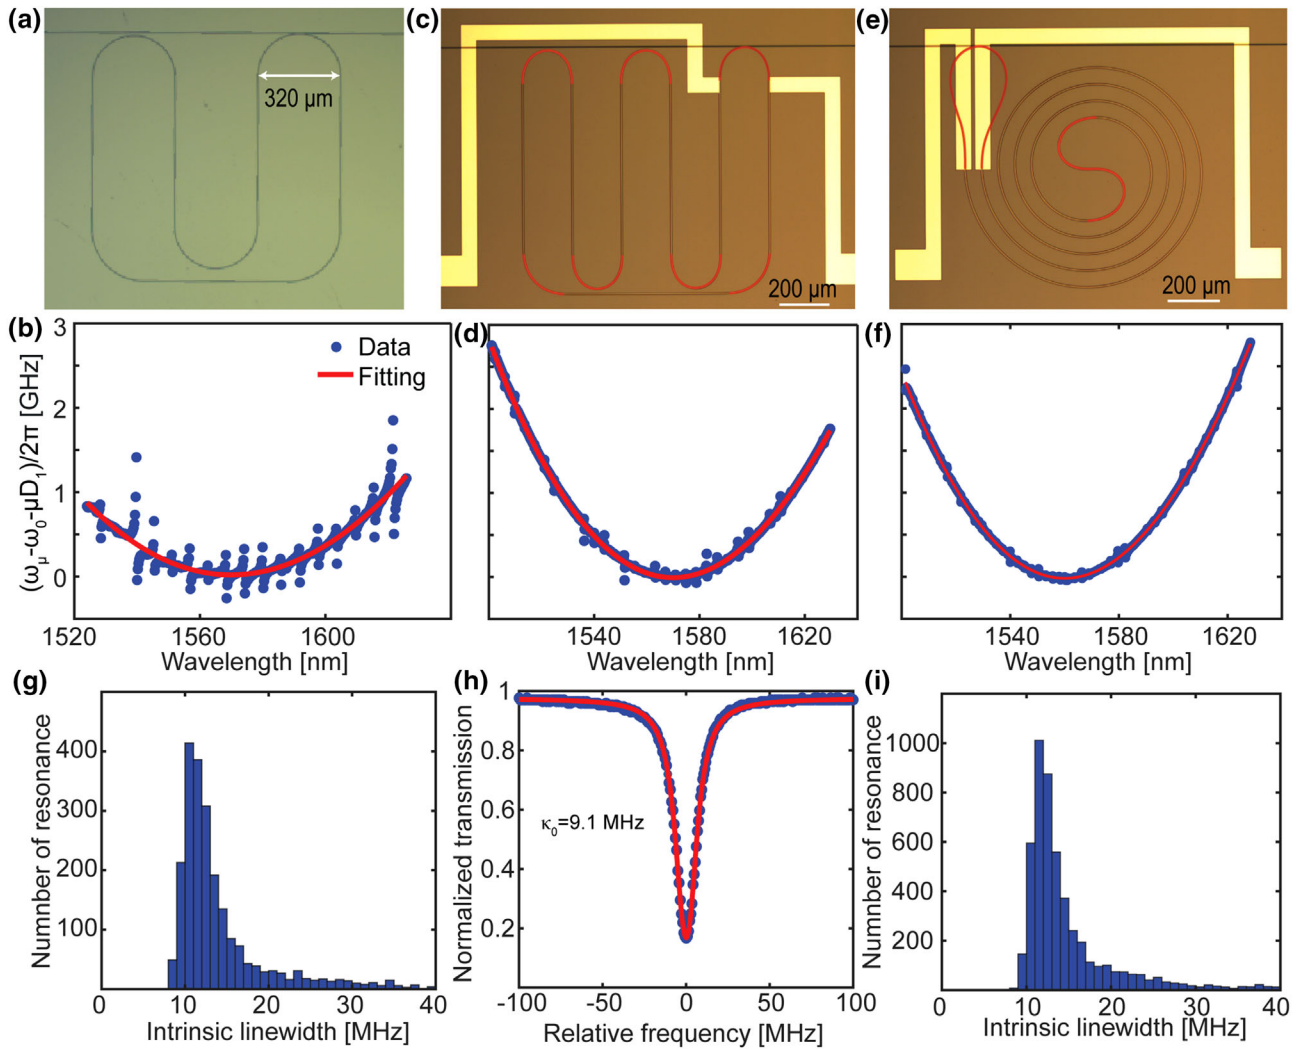 (a)
320 μm
(c)
200 μm
(e)
200 μm
(b)
(ωμ-ω0-μD1)/2π [GHz]
3
2
1
0
Data
Fitting
1520
1560
1600
Wavelength [nm]
(d)
1540
1580
1620
Wavelength [nm]
(f)
1540
1580
1620
Wavelength [nm]
(g)
Numnber of resonance
400
300
200
100
0
10
20
30
40
Intrinsic linewidth [MHz]
(h)
Normalized transmission
1
0.8
0.6
0.4
0.2
κ0=9.1 MHz
-100
-50
0
50
100
Relative frequency [MHz]
(i)
Numnber of resonance
1000
800
600
400
200
0
10
20
30
40
Intrinsic linewidth [MHz]